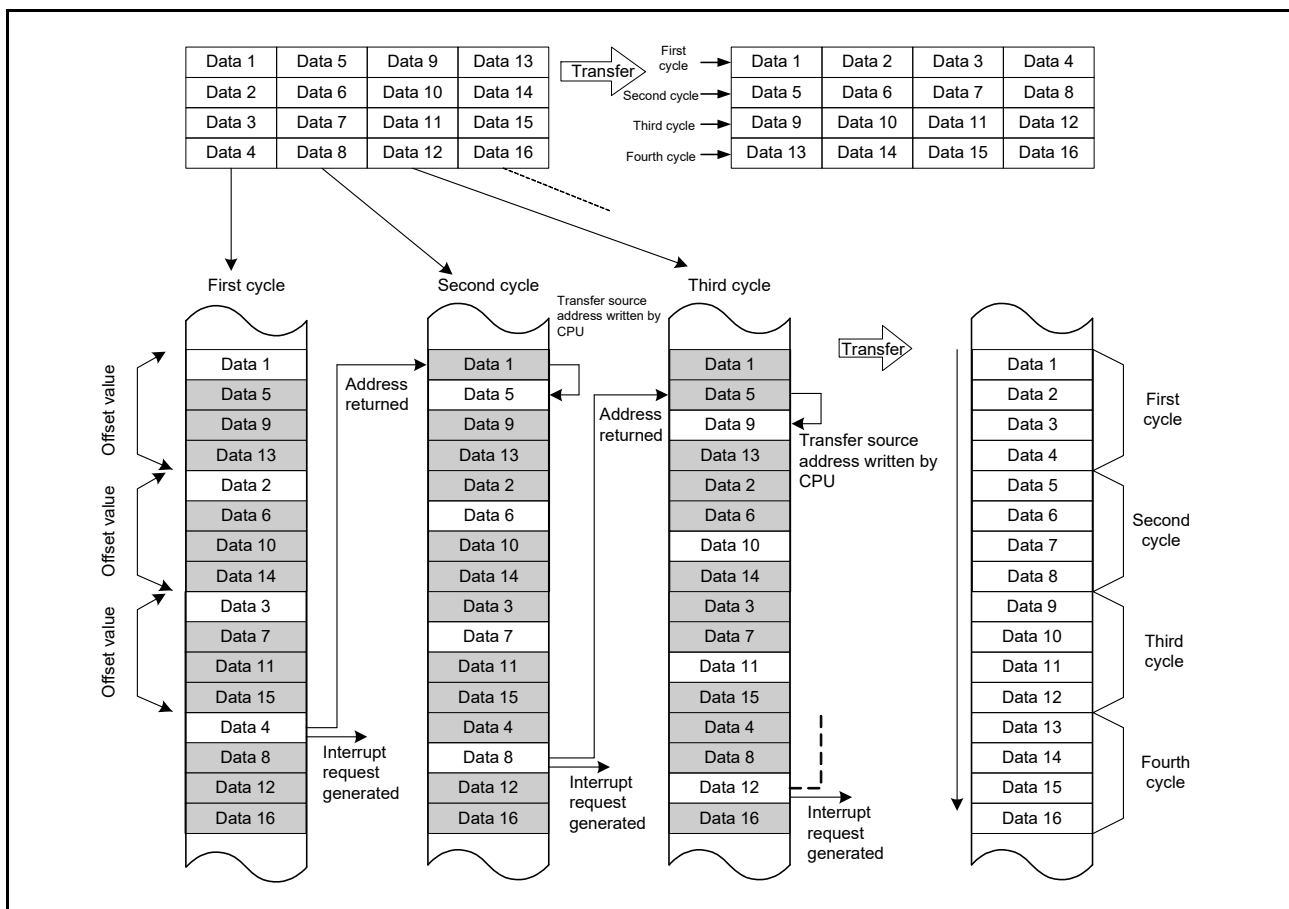 Data 1 Data 5 Data 9 Data 13
Data 2 Data 6 Data 10 Data 14
Data 3 Data 7 Data 11 Data 15
Data 4 Data 8 Data 12 Data 16
Transfer
First
cycle
Second cycle
Third cycle
Fourth cycle
Data 1 Data 2 Data 3 Data 4
Data 5 Data 6 Data 7 Data 8
Data 9 Data 10 Data 11 Data 12
Data 13 Data 14 Data 15 Data 16
First cycle
Offset value
Offset value
Offset value
Data 1
Data 5
Data 9
Data 13
Data 2
Data 6
Data 10
Data 14
Data 3
Data 7
Data 11
Data 15
Data 4
Data 8
Data 12
Data 16
Address
returned
Interrupt
request
generated
Second cycle
Transfer source
address written by
CPU
Data 1
Data 5
Data 9
Data 13
Data 2
Data 6
Data 10
Data 14
Data 3
Data 7
Data 11
Data 15
Data 4
Data 8
Data 12
Data 16
Address
returned
Interrupt
request
generated
Third cycle
Data 1
Data 5
Data 9
Data 13
Data 2
Data 6
Data 10
Data 14
Data 3
Data 7
Data 11
Data 15
Data 4
Data 8
Data 12
Data 16
Transfer source
address written by
CPU
Interrupt
request
generated
Transfer
Data 1
Data 2
Data 3
Data 4
Data 5
Data 6
Data 7
Data 8
Data 9
Data 10
Data 11
Data 12
Data 13
Data 14
Data 15
Data 16
First
cycle
Second
cycle
Third
cycle
Fourth
cycle